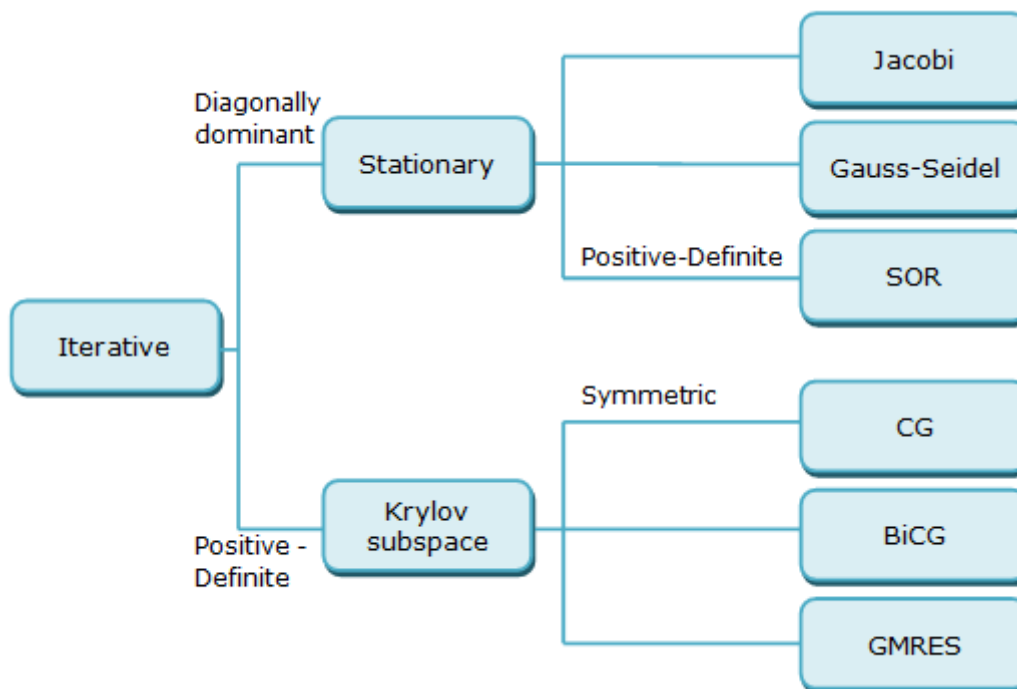 Jacobi
Diagonally
dominant
Stationary
Gauss-Seidel
Positive-Definite
SOR
Iterative
Symmetric
CG
Krylov
subspace
BiCG
Positive -
Definite
GMRES